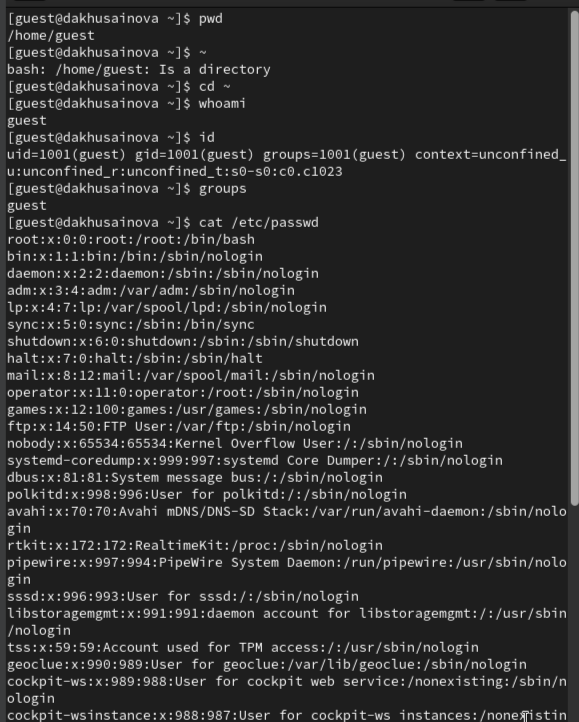 [guest@dakhusainova ~]$ pwd
/home/guest
[guest@dakhusainova ~]$ ~
bash: /home/guest: Is a directory
[guest@dakhusainova ~]$ cd ~
[guest@dakhusainova ~]$ whoami
guest
[guest@dakhusainova ~]$ id
uid=1001(guest) gid=1001(guest) groups=1001(guest) context=unconfined_
u:unconfined_r:unconfined_t:s0-s0:c0.c1023
[guest@dakhusainova ~]$ groups
guest
[guest@dakhusainova ~]$ cat /etc/passwd
root:x:0:0:root:/root:/bin/bash
bin:x:1:1:bin:/bin:/sbin/nologin
daemon:x:2:2:daemon:/sbin:/sbin/nologin
adm:x:3:4:adm:/var/adm:/sbin/nologin
lp:x:4:7:lp:/var/spool/lpd:/sbin/nologin
sync:x:5:0:sync:/sbin:/bin/sync
shutdown:x:6:0:shutdown:/sbin:/sbin/shutdown
halt:x:7:0:halt:/sbin:/sbin/halt
mail:x:8:12:mail:/var/spool/mail:/sbin/nologin
operator:x:11:0:operator:/root:/sbin/nologin
games:x:12:100:games:/usr/games:/sbin/nologin
ftp:x:14:50:FTP User:/var/ftp:/sbin/nologin
nobody:x:65534:65534:Kernel Overflow User:/:/sbin/nologin
systemd-coredump:x:999:997:systemd Core Dumper:/:/sbin/nologin
dbus:x:81:81:System message bus:/:/sbin/nologin
polkitd:x:998:996:User for polkitd:/:/sbin/nologin
avahi:x:70:70:Avahi mDNS/DNS-SD Stack:/var/run/avahi-daemon:/sbin/nolo
gin
rtkit:x:172:172:RealtimeKit:/proc:/sbin/nologin
pipewire:x:997:994:PipeWire System Daemon:/run/pipewire:/usr/sbin/nolo
gin
sssd:x:996:993:User for sssd:/:/sbin/nologin
libstoragemgmt:x:991:991:daemon account for libstoragemgmt:/:/usr/sbin
/nologin
tss:x:59:59:Account used for TPM access:/:/usr/sbin/nologin
geoclue:x:990:989:User for geoclue:/var/lib/geoclue:/sbin/nologin
cockpit-ws:x:989:988:User for cockpit web service:/nonexisting:/sbin/n
ologin
cockpit-wsinstance:x:988:987:User for cockpit-ws instances:/nonexistin